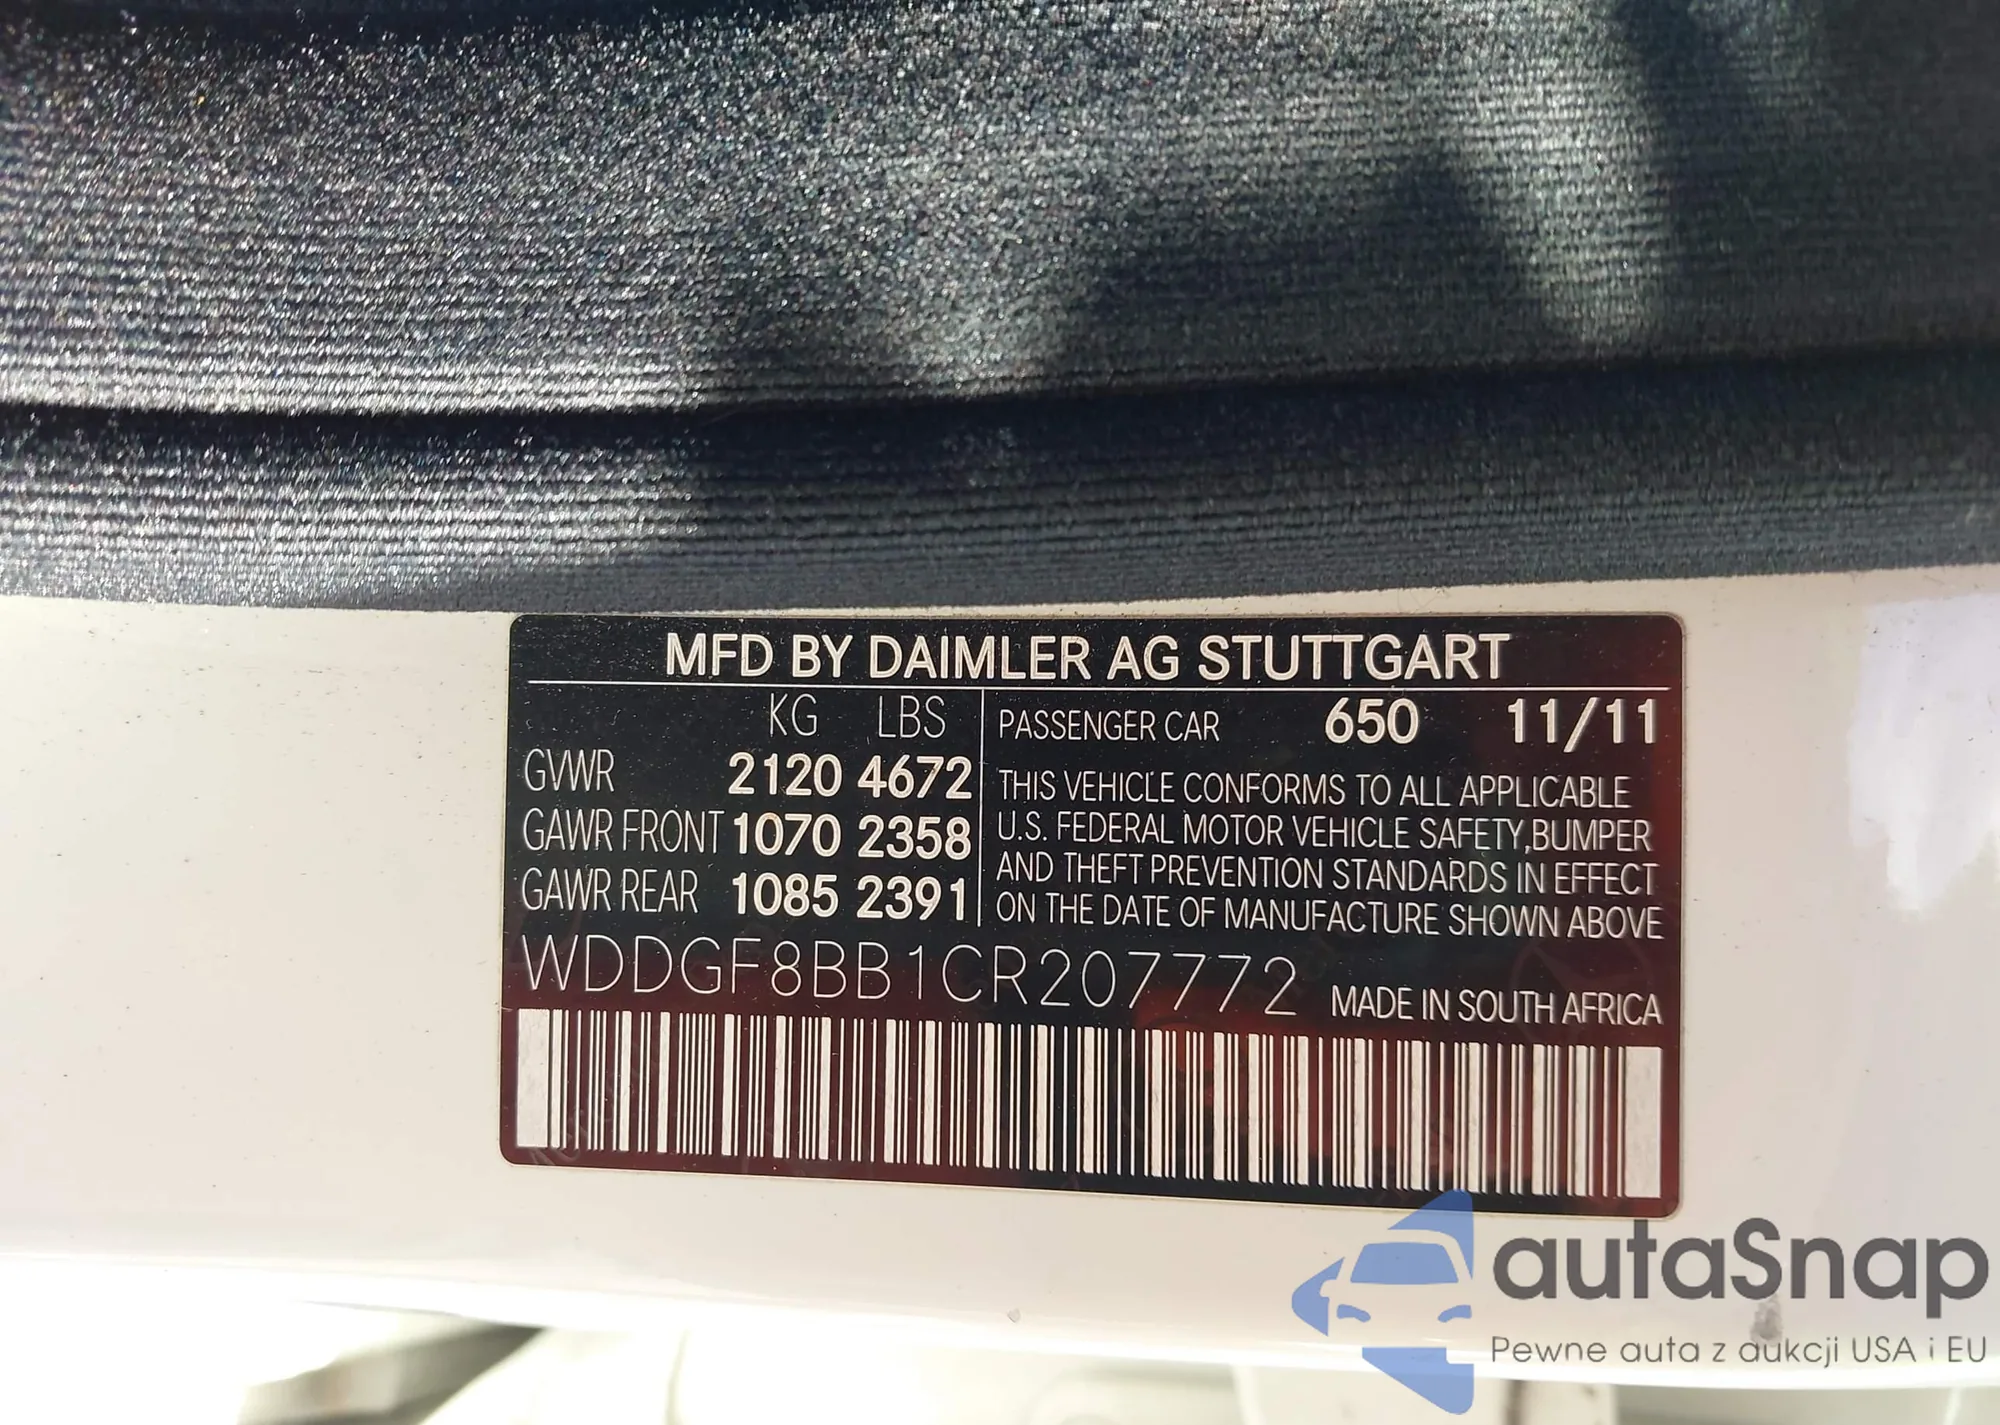 MFD BY DAIMLER AG STUTTGART
KG LBS
GVWR 2120 4672
GAWR FRONT 1070 2358
GAWR REAR 1085 2391
PASSENGER CAR 650 11/11
THIS VEHICLE CONFORMS TO ALL APPLICABLE
U.S. FEDERAL MOTOR VEHICLE SAFETY,BUMPER
AND THEFT PREVENTION STANDARDS IN EFFECT
ON THE DATE OF MANUFACTURE SHOWN ABOVE
WDDGF8BB1CR207772
MADE IN SOUTH AFRICA
autaSnap
Pewne auta z aukcji USA i EU